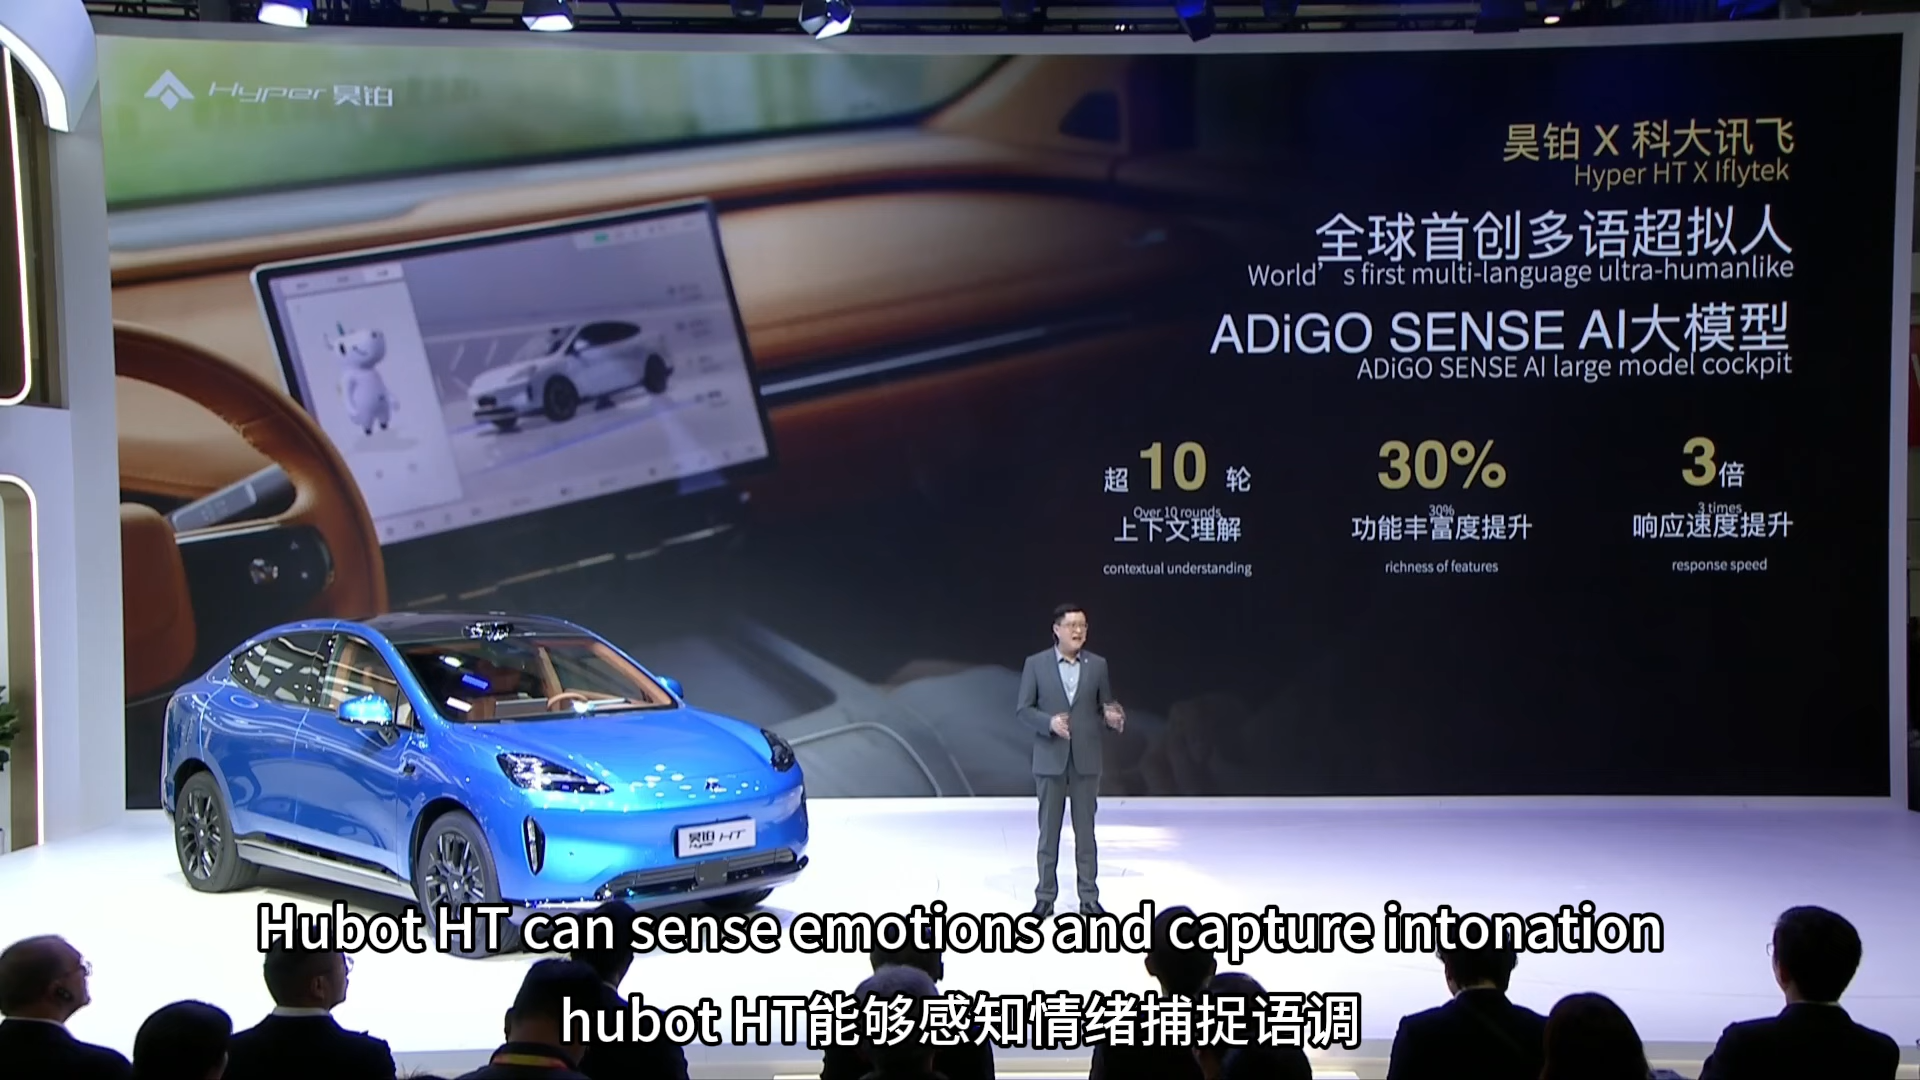 Hyper 昊铂
昊铂 X 科大讯飞
Hyper HT X Iflytek
全球首创多语超拟人
World's first multi-language ultra-humanlike
ADiGO SENSE AI大模型
ADiGO SENSE AI large model cockpit
超10轮
Over 10 rounds
上下文理解
contextual understanding
30%
30%
功能丰富度提升
richness of features
3倍
3 times
响应速度提升
response speed
昊铂 HT
Hyper
Hubot HT can sense emotions and capture intonation
hubot HT能够感知情绪捕捉语调